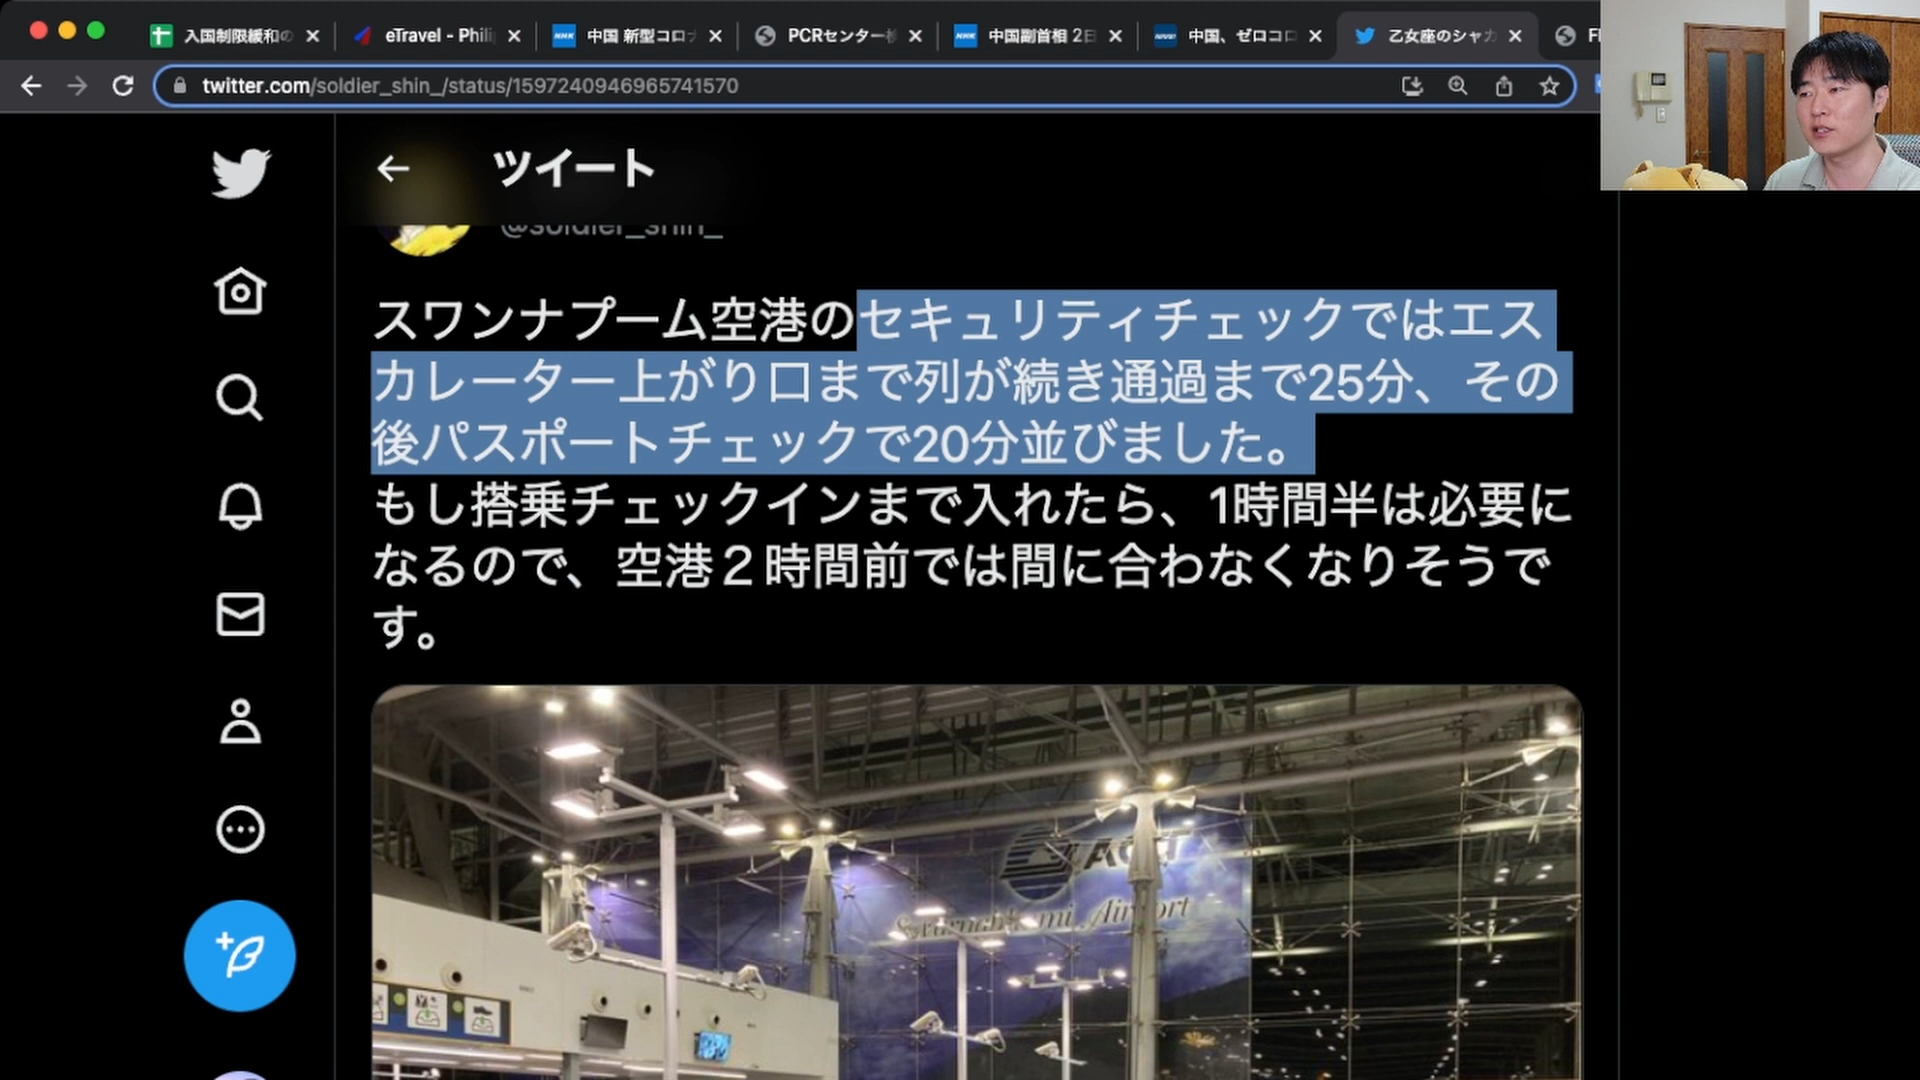 入国制限緩和の
eTravel - Phili
中国 新型コロナ
PCRセンター検
中国副首相 2日
中国、ゼロコロ
乙女座のシャカ
twitter.com/soldier_shin_/status/1597240946965741570
ツイート
@soldier_shin_
スワンナプーム空港のセキュリティチェックではエス
カレーター上がり口まで列が続き通過まで25分、その
後パスポートチェックで20分並びました。
もし搭乗チェックインまで入れたら、1時間半は必要に
なるので、空港２時間前では間に合わなくなりそうで
す。
AOT
Suvarnabhumi Airport